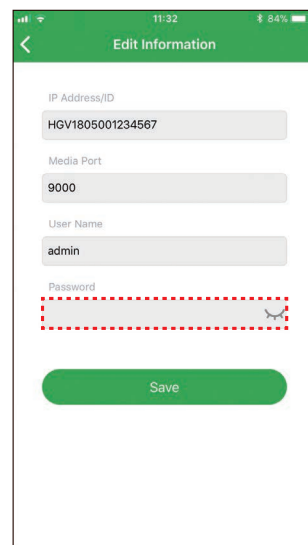 11:32
84%
Edit Information
IP Address/ID
HGV1805001234567
Media Port
9000
User Name
admin
Password
Save